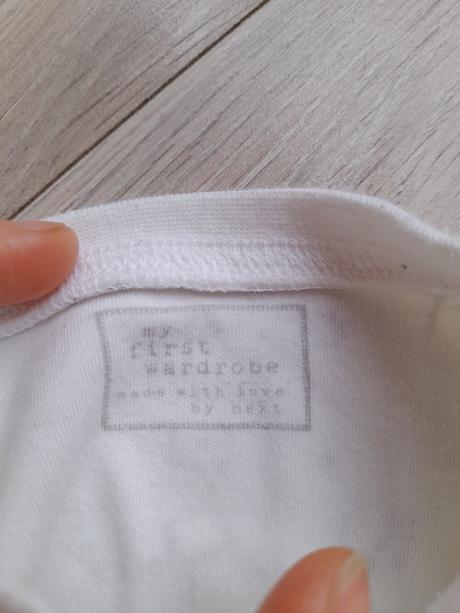 my
first
wardrobe
made with love
by next